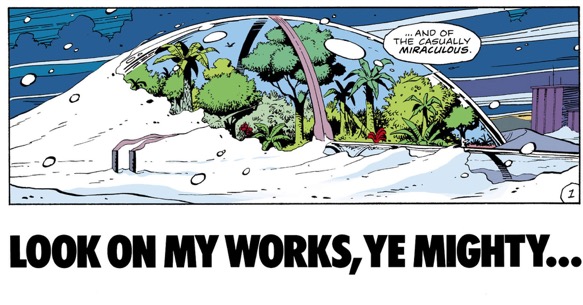 ...AND OF
THE CASUALLY
MIRACULOUS.
1
LOOK ON MY WORKS, YE MIGHTY...